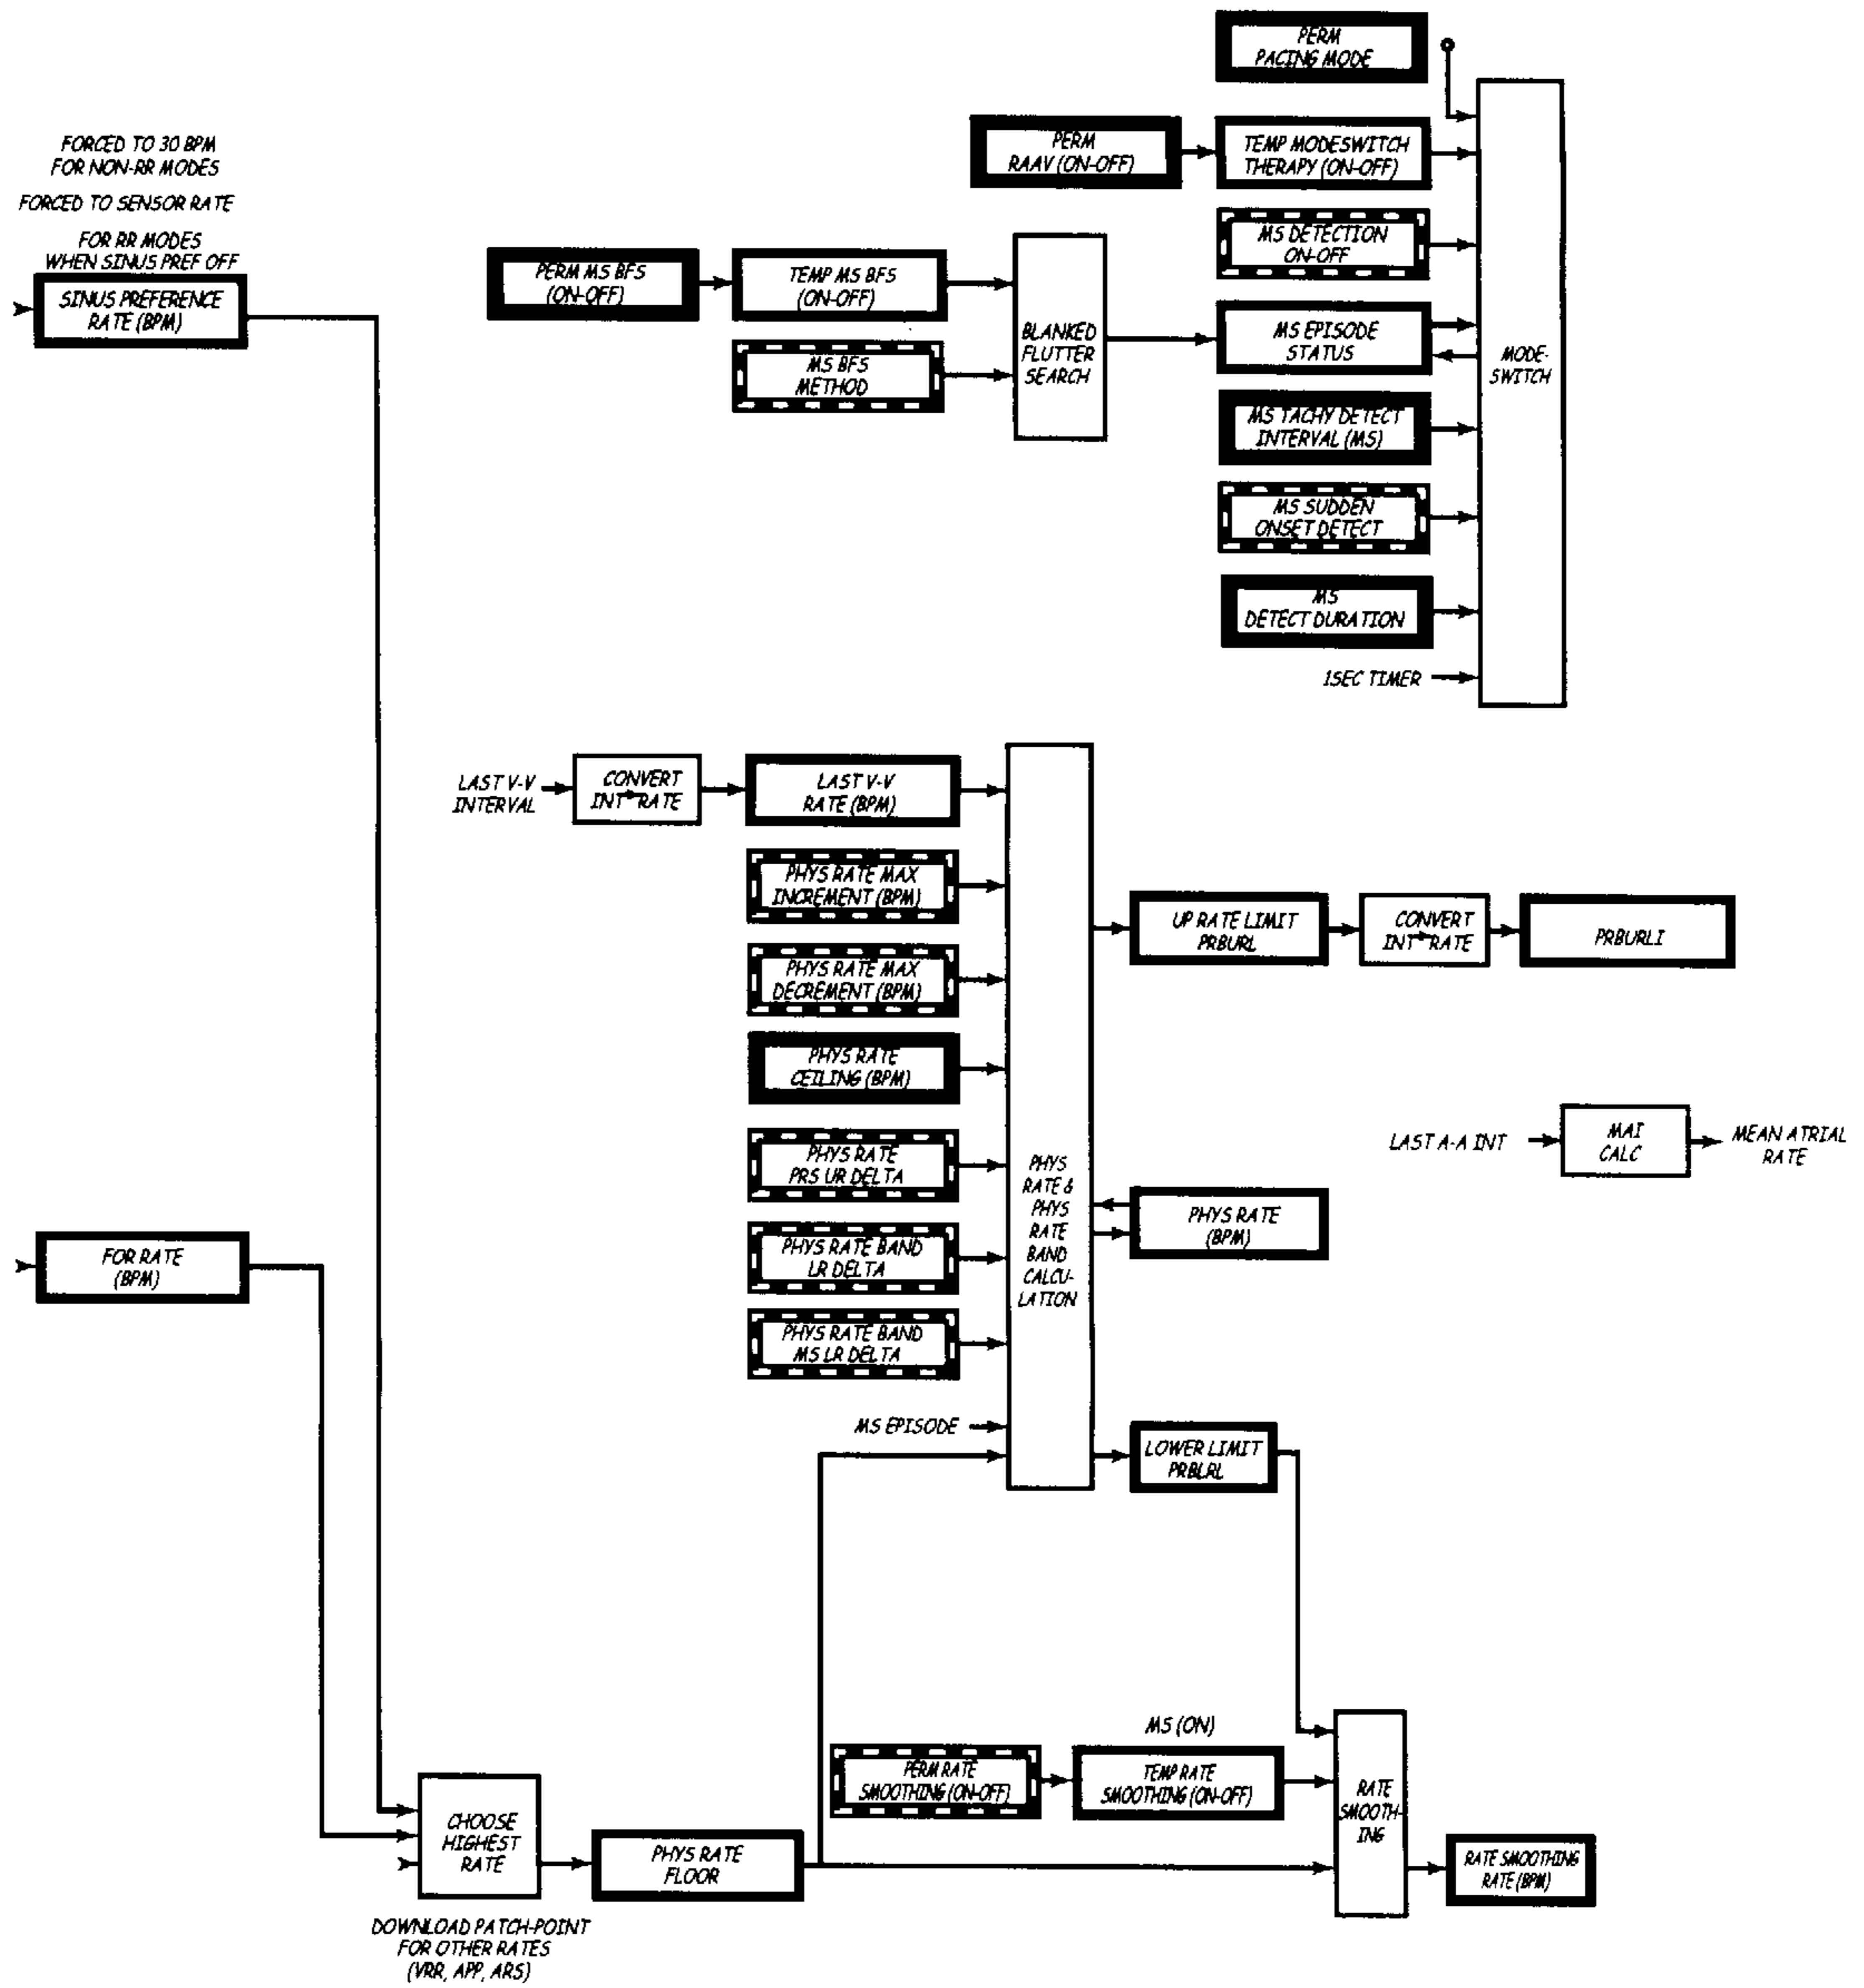 PERM
PACING MODE
FORCED TO 30 BPM
FOR NON-RR MODES
FORCED TO SENSOR RATE
FOR RR MODES
WHEN SINUS PREF OFF
SINUS PREFERENCE
RATE (BPM)
PERM
RAAV (ON-OFF)
TEMP MODESWITCH
THERAPY (ON-OFF)
MS DETECTION
ON-OFF
PERM MS BFS
(ON-OFF)
TEMP MS BFS
(ON-OFF)
MS BFS
METHOD
BLANKED
FLUTTER
SEARCH
MS EPISODE
STATUS
MODE-
SWITCH
MS TACHY DETECT
INTERVAL (MS)
MS SUDDEN
ONSET DETECT
MS
DETECT DURATION
1SEC TIMER
LAST V-V
INTERVAL
CONVERT
INT→RATE
LAST V-V
RATE (BPM)
PHYS RATE MAX
INCREMENT (BPM)
PHYS RATE MAX
DECREMENT (BPM)
PHYS RATE
CEILING (BPM)
PHYS RATE
PRS UR DELTA
PHYS RATE BAND
LR DELTA
PHYS RATE BAND
MS LR DELTA
MS EPISODE
PHYS
RATE &
PHYS
RATE
BAND
CALCU-
LATION
UP RATE LIMIT
PRBURL
CONVERT
INT→RATE
PRBURLI
LAST A-A INT
MAI
CALC
MEAN ATRIAL
RATE
PHYS RATE
(BPM)
LOWER LIMIT
PRBLRL
FOR RATE
(BPM)
MS (ON)
PERM RATE
SMOOTHING (ON-OFF)
TEMP RATE
SMOOTHING (ON-OFF)
RATE
SMOOTH-
ING
RATE SMOOTHING
RATE (BPM)
CHOOSE
HIGHEST
RATE
PHYS RATE
FLOOR
DOWNLOAD PATCH-POINT
FOR OTHER RATES
(VRR, APP, ARS)